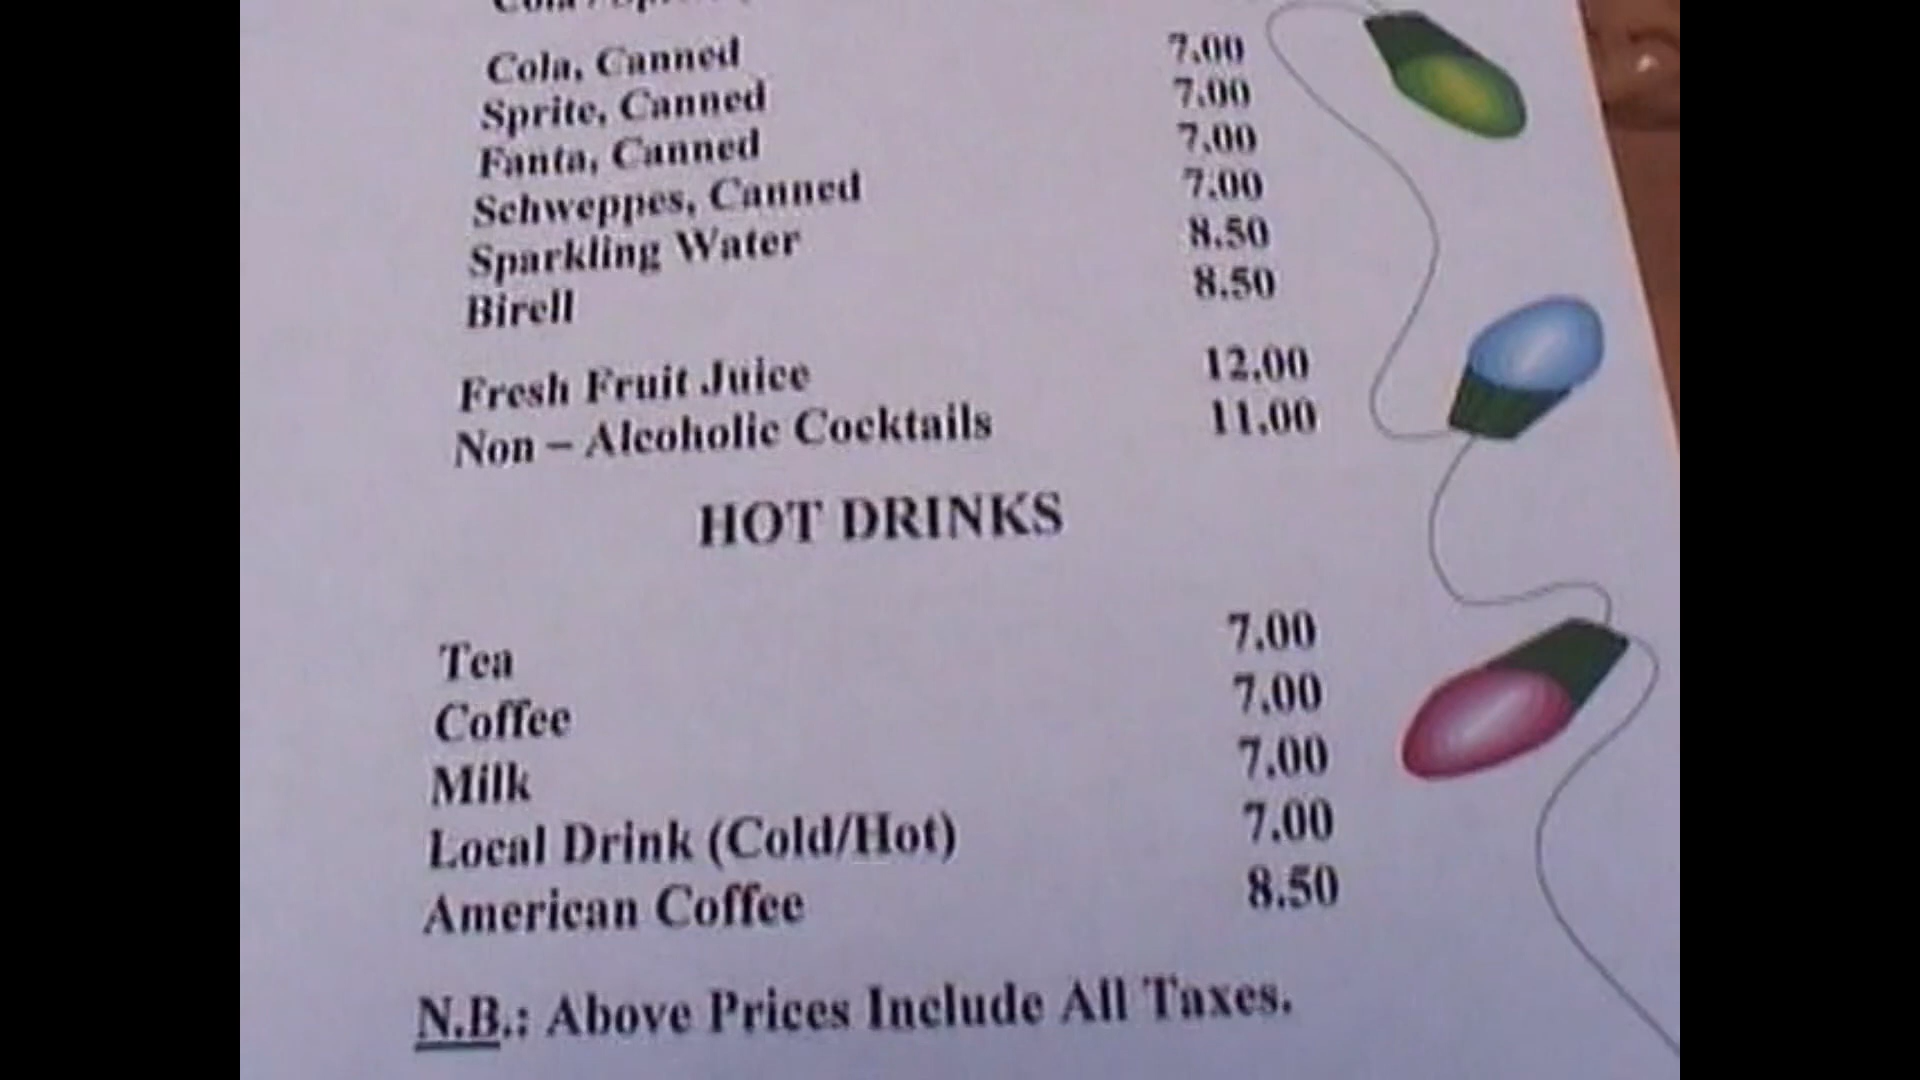 Cola, Canned 7.00
Sprite, Canned 7.00
Fanta, Canned 7.00
Schweppes, Canned 7.00
Sparkling Water 8.50
Birell 8.50
Fresh Fruit Juice 12.00
Non – Alcoholic Cocktails 11.00
HOT DRINKS
Tea 7.00
Coffee 7.00
Milk 7.00
Local Drink (Cold/Hot) 7.00
American Coffee 8.50
N.B.: Above Prices Include All Taxes.